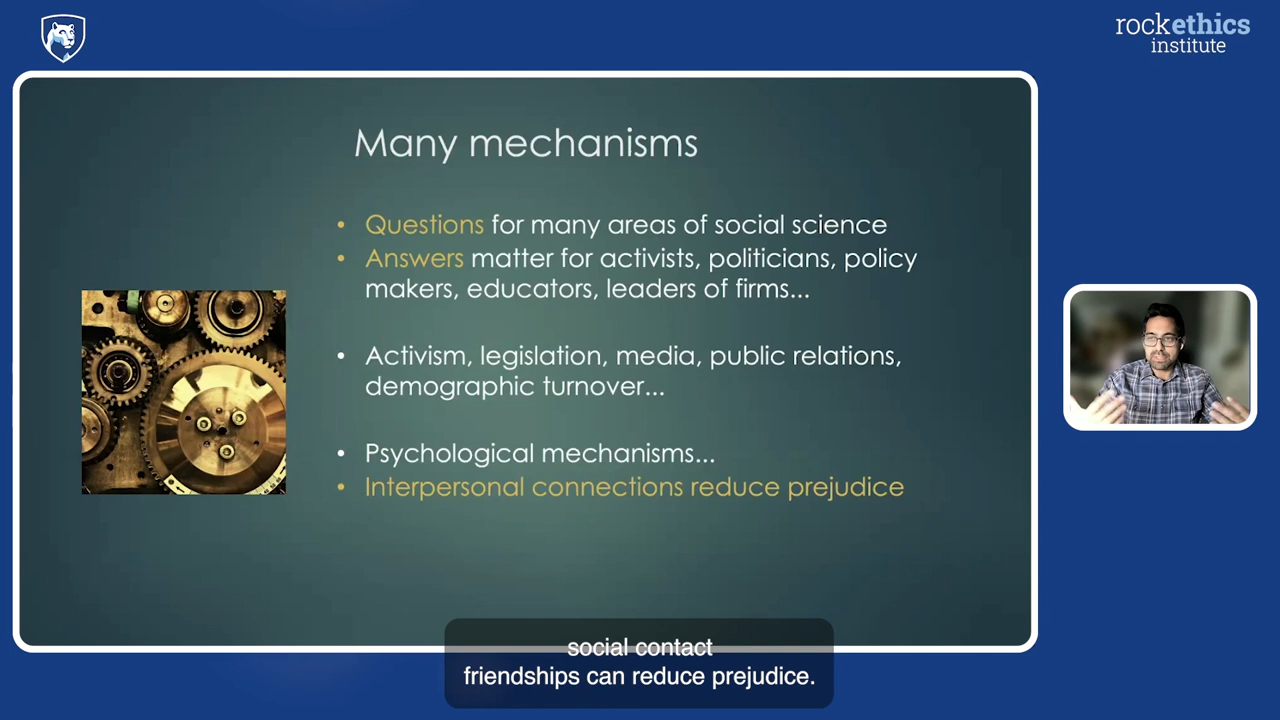 rockethics
institute
Many mechanisms
• Questions for many areas of social science
• Answers matter for activists, politicians, policy
makers, educators, leaders of firms...
• Activism, legislation, media, public relations,
demographic turnover...
• Psychological mechanisms...
• Interpersonal connections reduce prejudice
social contact
friendships can reduce prejudice.